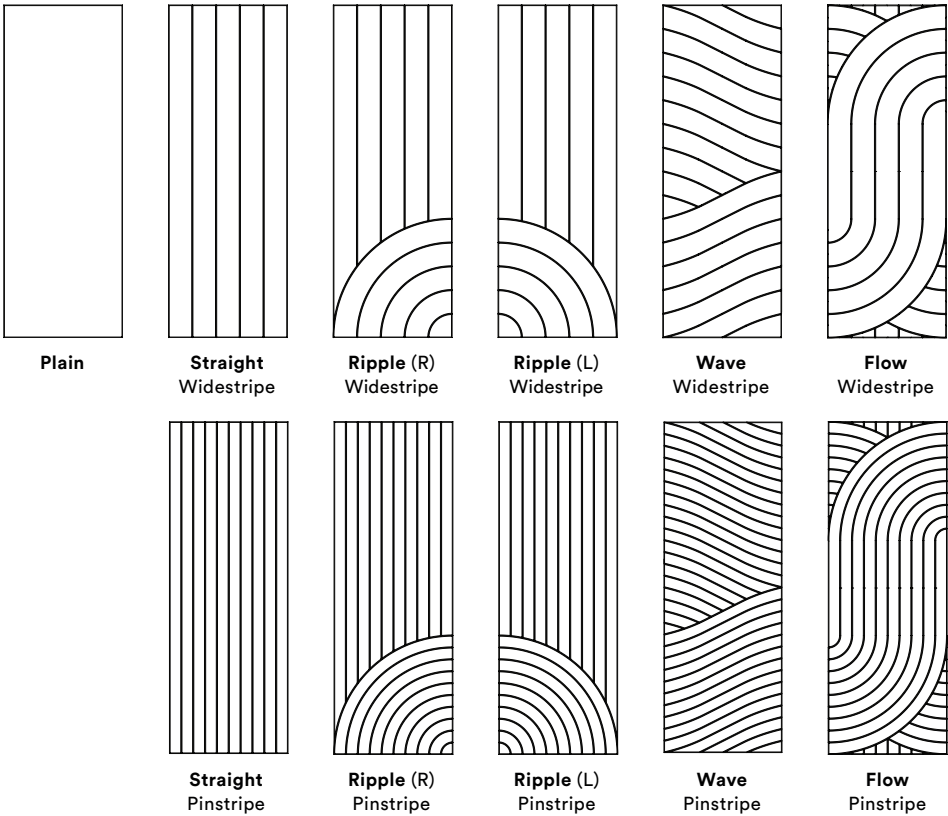 Plain
Straight
Widestripe
Ripple (R)
Widestripe
Ripple (L)
Widestripe
Wave
Widestripe
Flow
Widestripe
Straight
Pinstripe
Ripple (R)
Pinstripe
Ripple (L)
Pinstripe
Wave
Pinstripe
Flow
Pinstripe